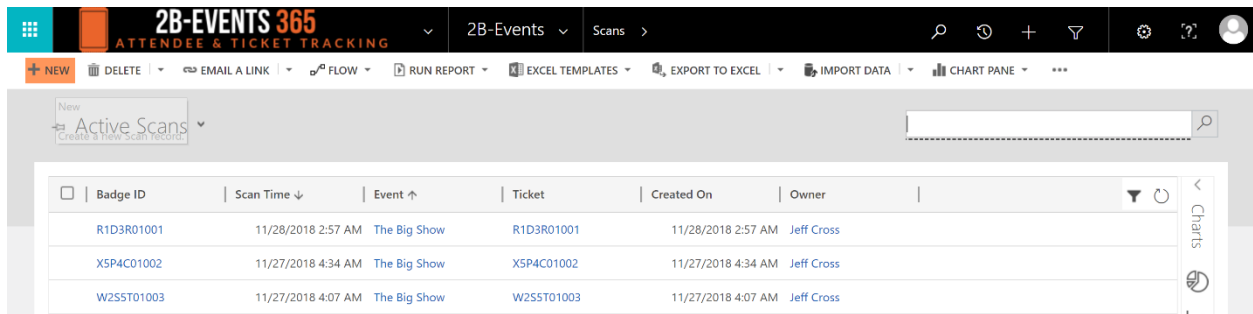 2B-EVENTS 365
ATTENDEE & TICKET TRACKING
2B-Events
Scans
NEW DELETE EMAIL A LINK FLOW RUN REPORT EXCEL TEMPLATES EXPORT TO EXCEL IMPORT DATA CHART PANE
New
Active Scans
Create a new Scan record.
Badge ID Scan Time Event Ticket Created On Owner
R1D3R01001 11/28/2018 2:57 AM The Big Show R1D3R01001 11/28/2018 2:57 AM Jeff Cross
X5P4C01002 11/27/2018 4:34 AM The Big Show X5P4C01002 11/27/2018 4:34 AM Jeff Cross
W2S5T01003 11/27/2018 4:07 AM The Big Show W2S5T01003 11/27/2018 4:07 AM Jeff Cross
Charts